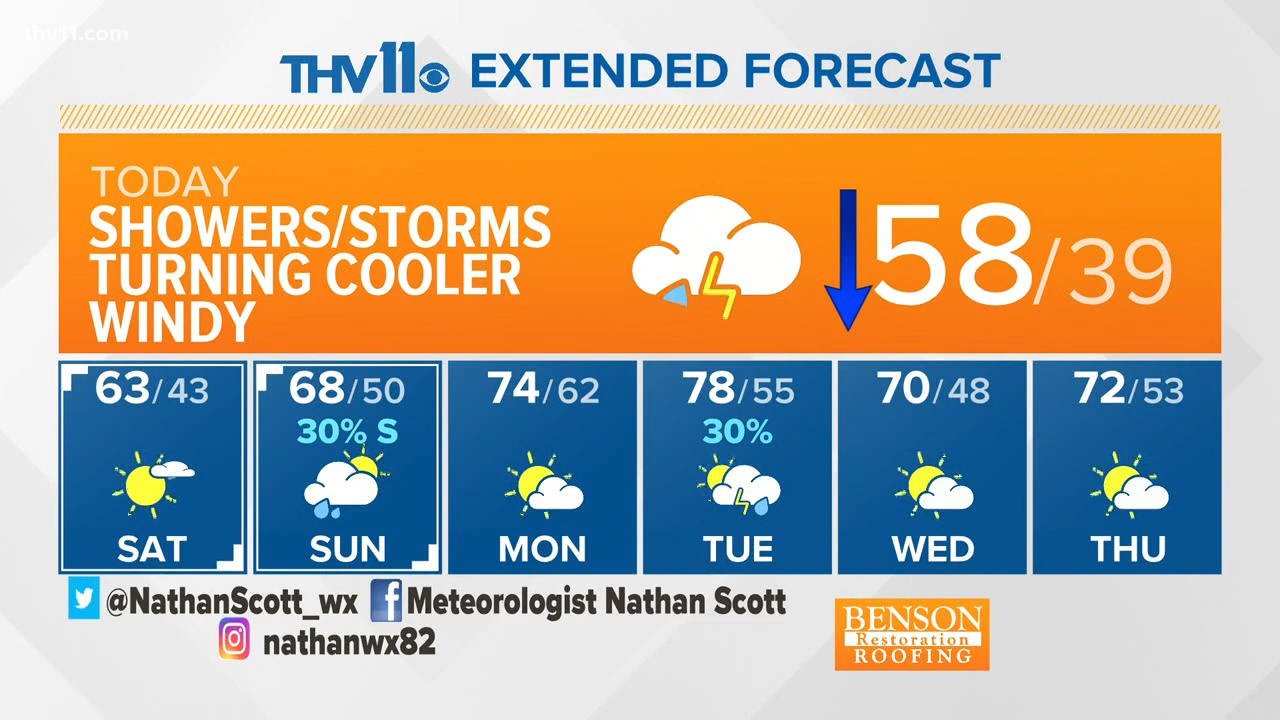 thv11.com
THV11 EXTENDED FORECAST
TODAY
SHOWERS/STORMS
TURNING COOLER
WINDY
58/39
63/43
SAT
68/50
30% S
SUN
74/62
MON
78/55
30%
TUE
70/48
WED
72/53
THU
@NathanScott_wx
Meteorologist Nathan Scott
nathanwx82
BENSON
Restoration
ROOFING